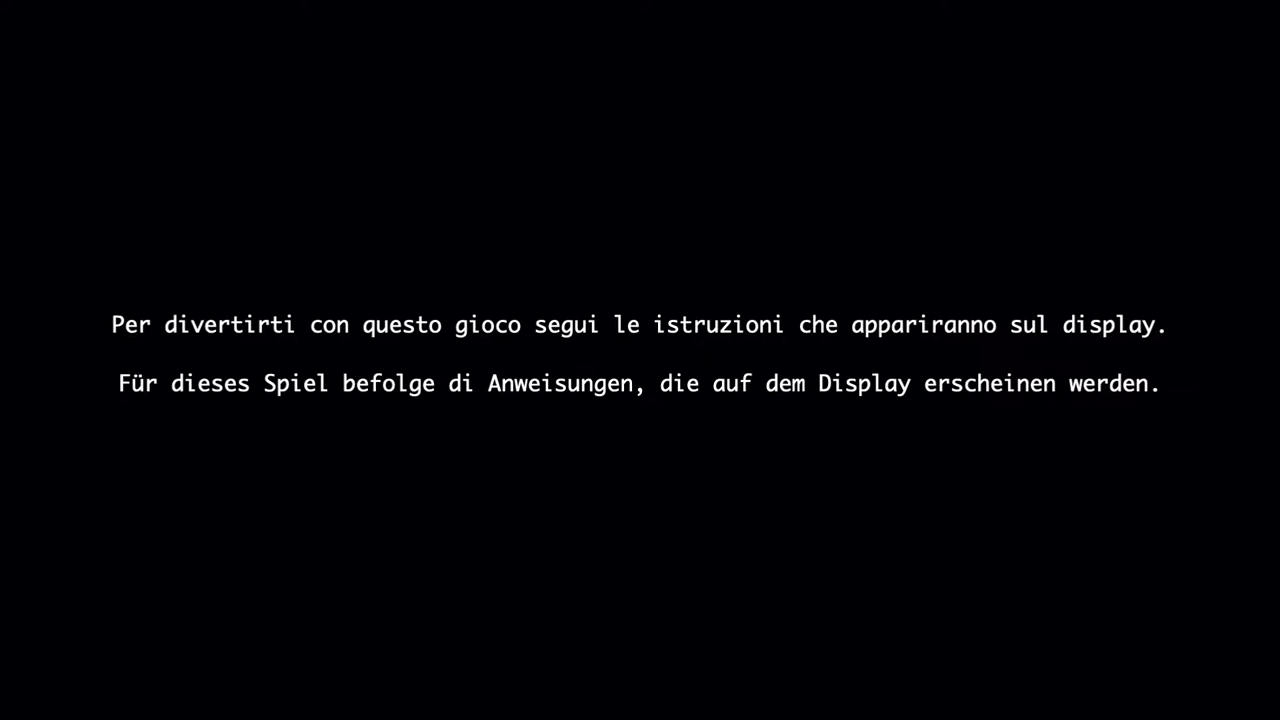 Per divertirti con questo gioco segui le istruzioni che appariranno sul display.
Für dieses Spiel befolge di Anweisungen, die auf dem Display erscheinen werden.